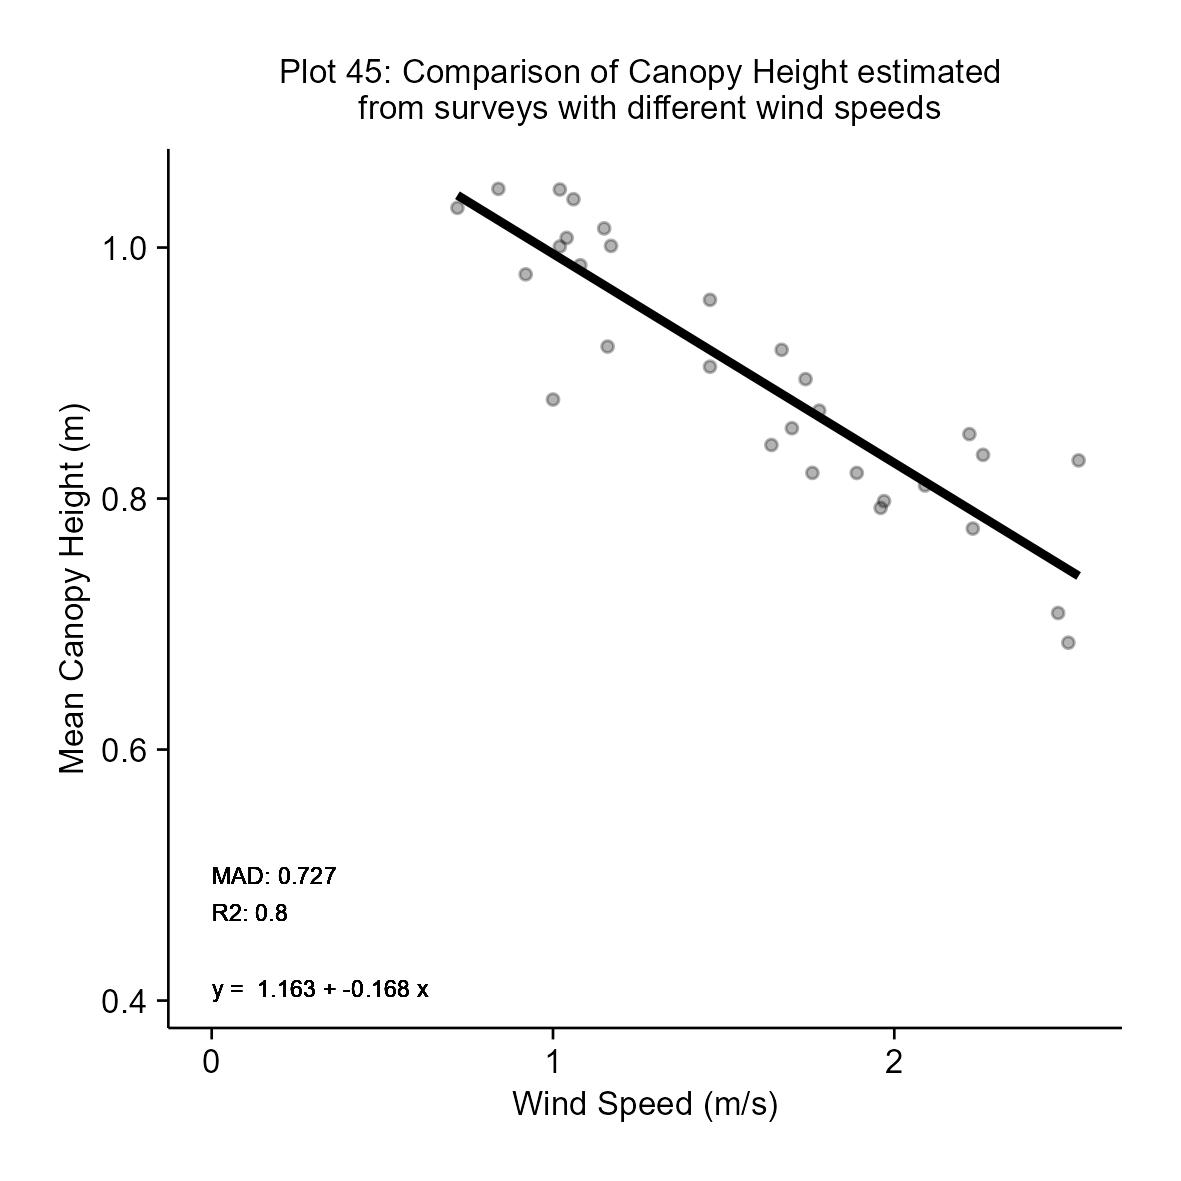 Plot 45: Comparison of Canopy Height estimated
from surveys with different wind speeds
Mean Canopy Height (m)
1.0
0.8
0.6
0.4
MAD: 0.727
R2: 0.8
y =  1.163 + -0.168 x
0
1
2
Wind Speed (m/s)